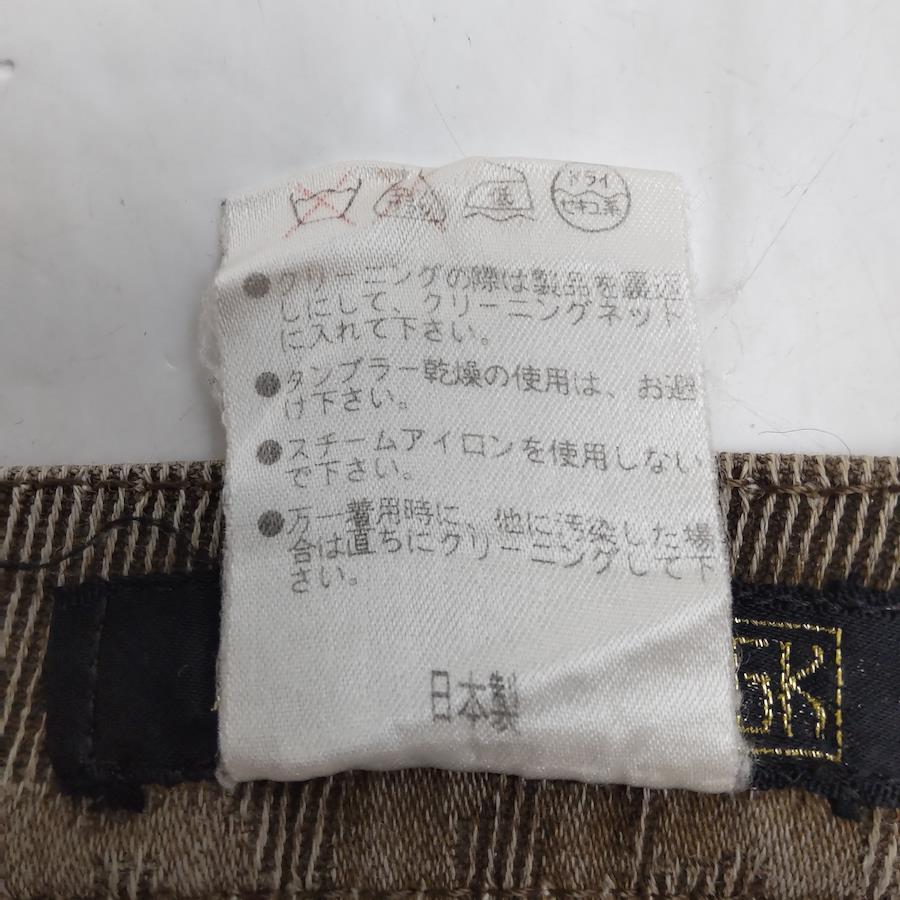 ドライ
セキユ系
低
●クリーニングの際は製品を裏返
しにして、クリーニングネット
に入れて下さい。
●タンブラー乾燥の使用は、お避
け下さい。
●スチームアイロンを使用しない
で下さい。
●万一着用時に、他に汚染した場
合は直ちにクリーニングして下
さい。
日本製
GK